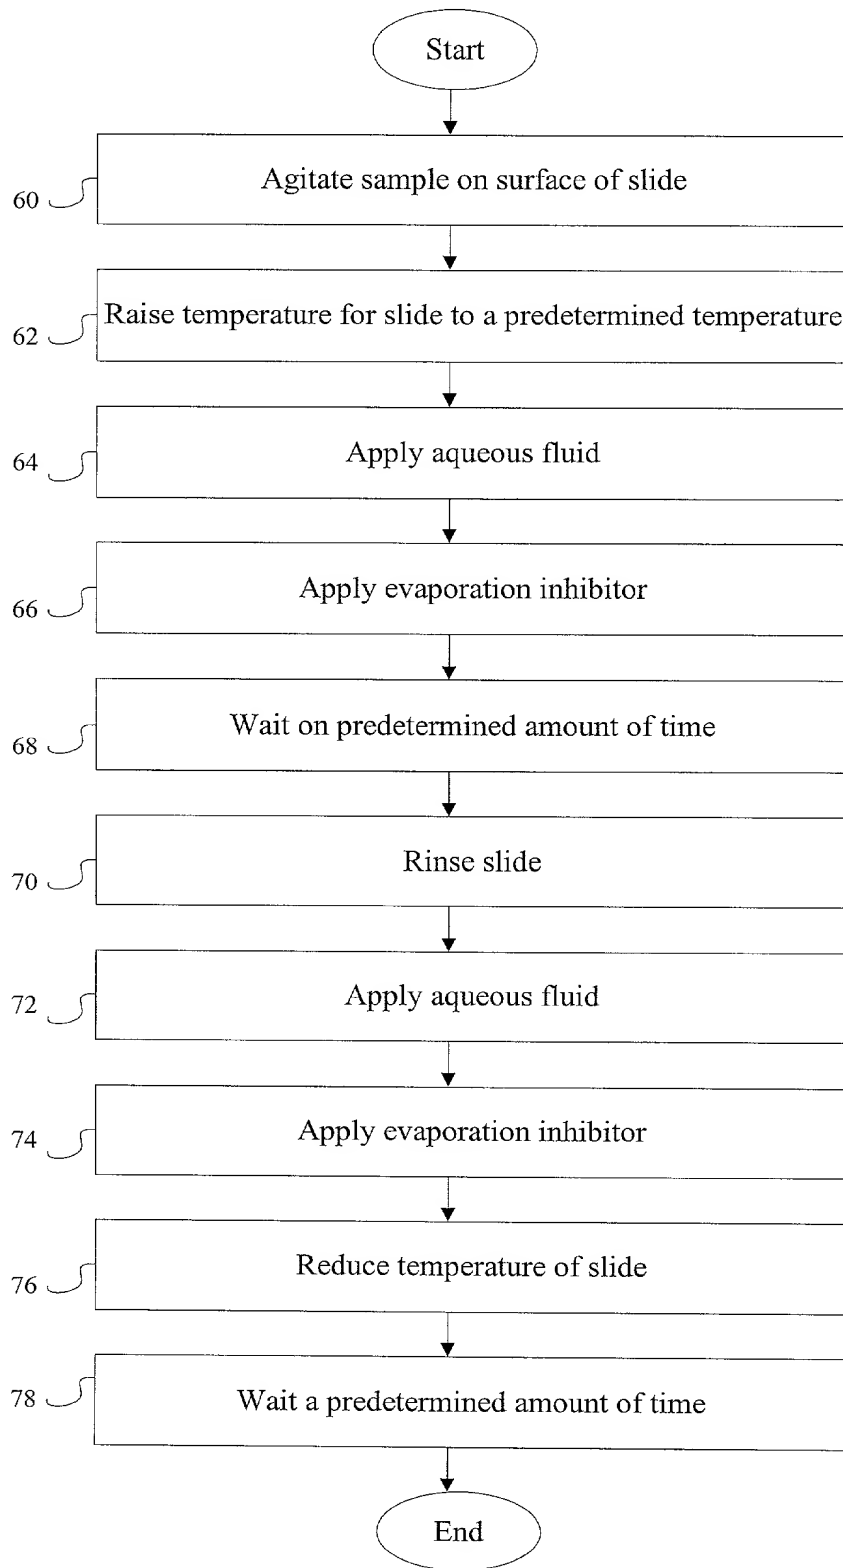 Start
60 Agitate sample on surface of slide
62 Raise temperature for slide to a predetermined temperature
64 Apply aqueous fluid
66 Apply evaporation inhibitor
68 Wait on predetermined amount of time
70 Rinse slide
72 Apply aqueous fluid
74 Apply evaporation inhibitor
76 Reduce temperature of slide
78 Wait a predetermined amount of time
End